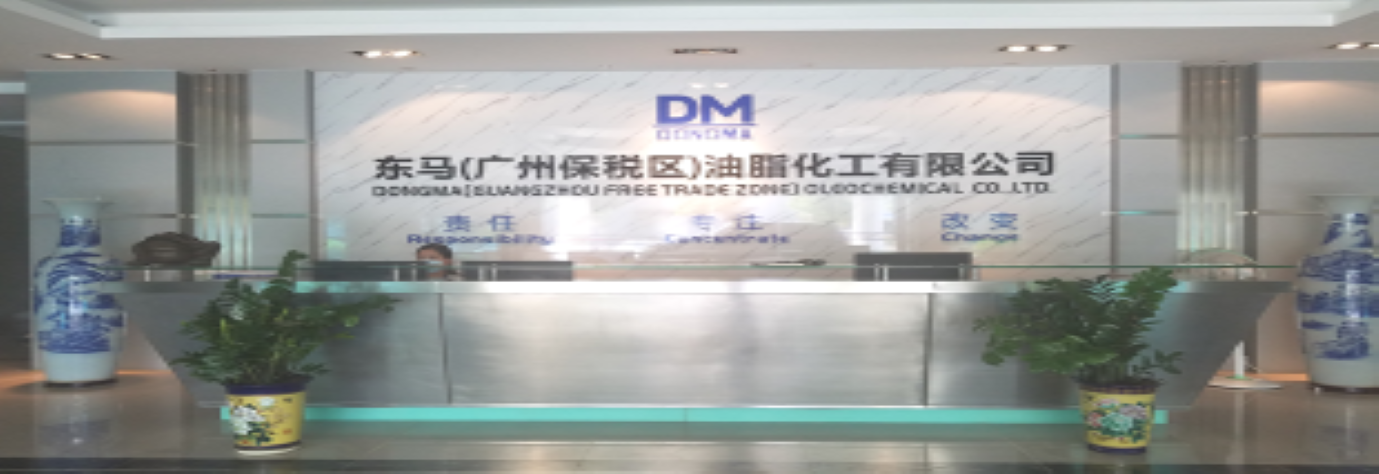 DM
DONGMA
东马(广州保税区)油脂化工有限公司
DONGMA(GUANGZHOU FREE TRADE ZONE) OLEOCHEMICAL CO.,LTD.
责任 专注 改变
Responsibility Concentrate Change